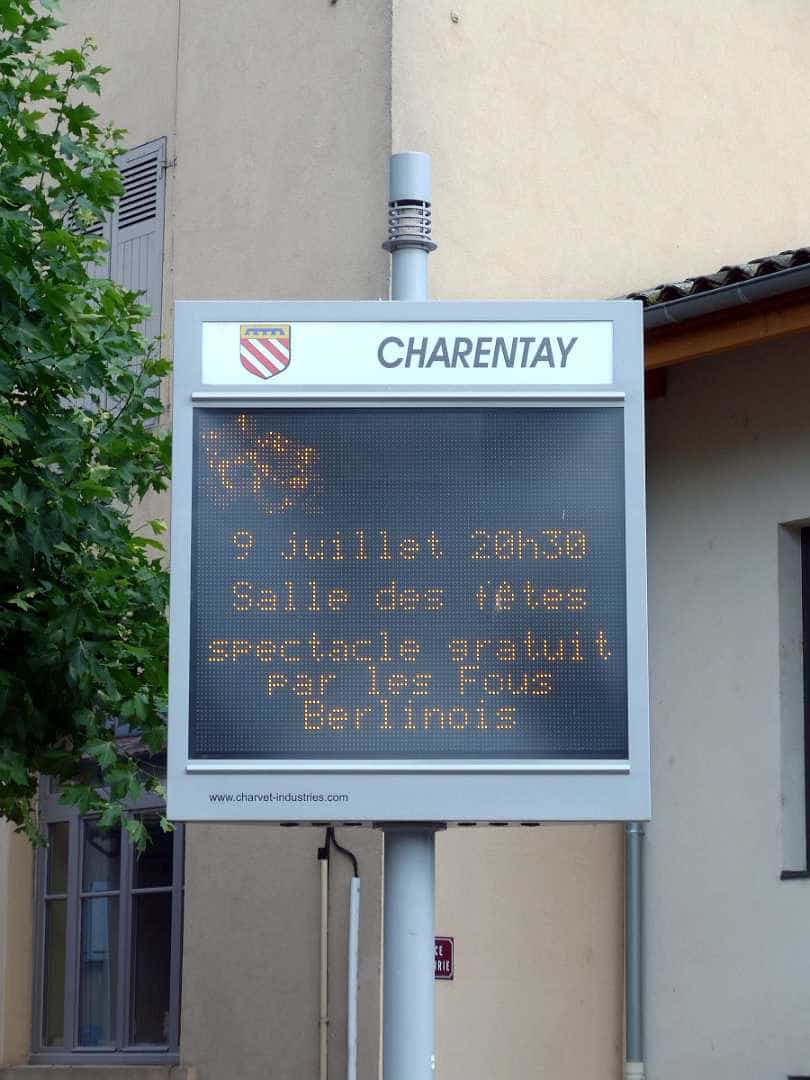 CHARENTAY
9 juillet 20h30
Salle des fêtes
spectacle gratuit
par les Fous
Berlinois
www.charvet-industries.com